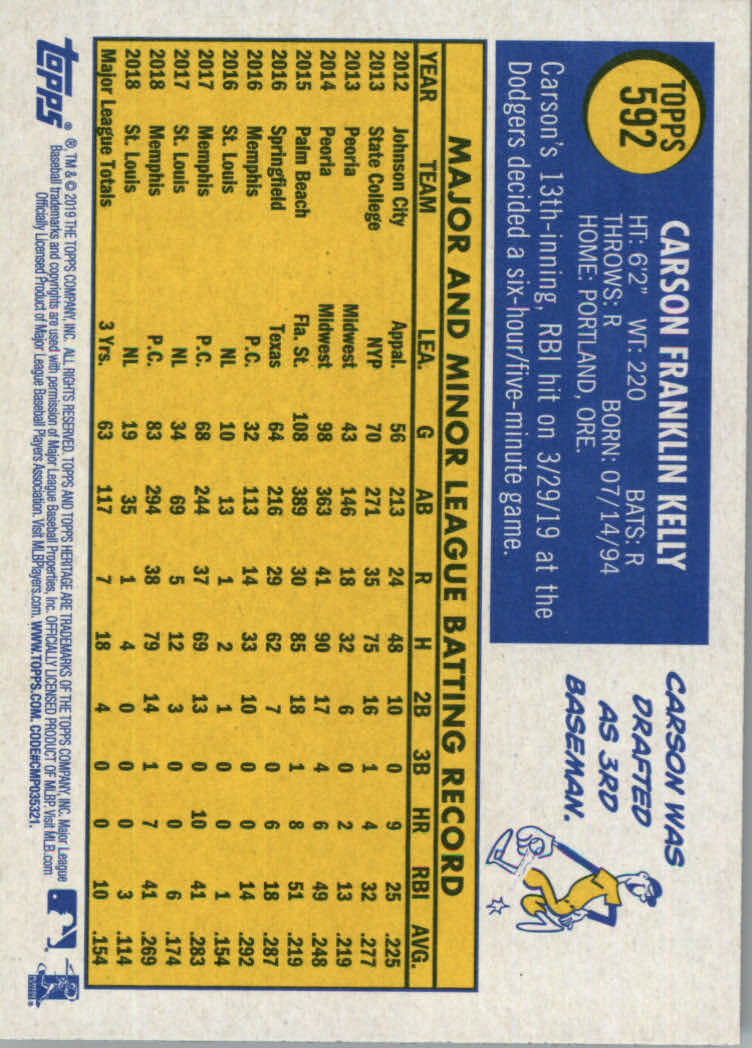 TOPPS
592
CARSON FRANKLIN KELLY
HT: 6'2" WT: 220 BATS: R
THROWS: R BORN: 07/14/94
HOME: PORTLAND, ORE.
Carson's 13th-inning, RBI hit on 3/29/19 at the
Dodgers decided a six-hour/five-minute game.
CARSON WAS
DRAFTED
AS 3RD
BASEMAN.
MAJOR AND MINOR LEAGUE BATTING RECORD
YEAR TEAM LEA. G AB R H 2B 3B HR RBI AVG.
2012 Johnson City Appal. 56 213 24 48 10 0 9 25 .225
2013 State College NYP 70 271 35 75 16 1 4 32 .277
2013 Peoria Midwest 43 146 18 32 6 0 2 13 .219
2014 Peoria Midwest 98 363 41 90 17 4 6 49 .248
2015 Palm Beach Fla. St. 108 389 30 85 18 1 8 51 .219
2016 Springfield Texas 64 216 29 62 7 0 6 18 .287
2016 Memphis P.C. 32 113 14 33 10 0 0 14 .292
2016 St. Louis NL 10 13 1 2 1 0 0 1 .154
2017 Memphis P.C. 68 244 37 69 13 0 10 41 .283
2017 St. Louis NL 34 69 5 12 3 0 0 6 .174
2018 Memphis P.C. 83 294 38 79 14 1 7 41 .269
2018 St. Louis NL 19 35 1 4 0 0 0 3 .114
Major League Totals 3 Yrs. 63 117 7 18 4 0 0 10 .154
topps
®, TM & © 2019 THE TOPPS COMPANY, INC. ALL RIGHTS RESERVED. TOPPS AND TOPPS HERITAGE ARE TRADEMARKS OF THE TOPPS COMPANY, INC. Major League
Baseball trademarks and copyrights are used with permission of Major League Baseball Properties, Inc. OFFICIALLY LICENSED PRODUCT OF MLBP. Visit MLB.com
Officially Licensed Product of Major League Baseball Players Association. Visit MLBPlayers.com. WWW.TOPPS.COM. CODE#CMP035321.